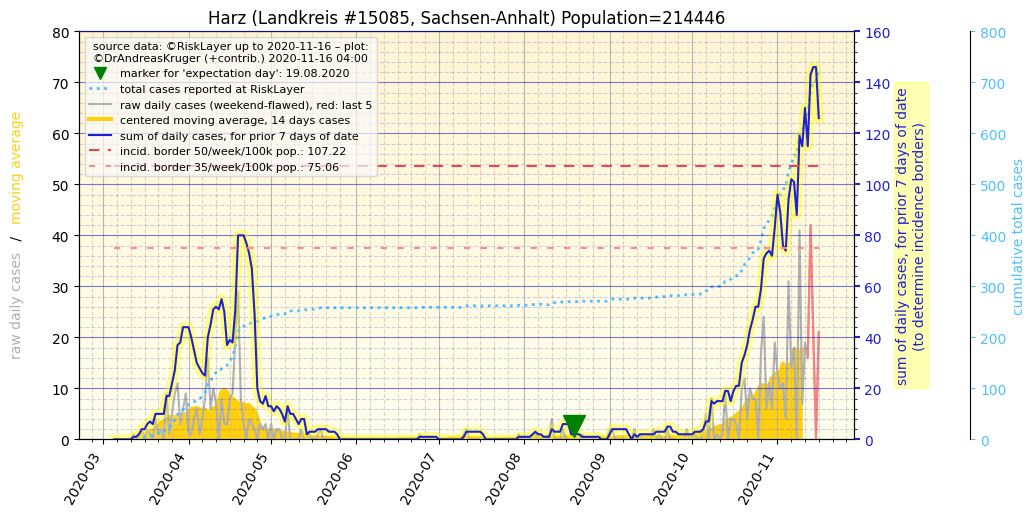 Harz (Landkreis #15085, Sachsen-Anhalt) Population=214446
source data: ©RiskLayer up to 2020-11-16 – plot:
©DrAndreasKruger (+contrib.) 2020-11-16 04:00
marker for 'expectation day': 19.08.2020
total cases reported at RiskLayer
raw daily cases (weekend-flawed), red: last 5
centered moving average, 14 days cases
sum of daily cases, for prior 7 days of date
incid. border 50/week/100k pop.: 107.22
incid. border 35/week/100k pop.: 75.06
raw daily cases / moving average
80
70
60
50
40
30
20
10
0
160
140
120
100
80
60
40
20
0
sum of daily cases, for prior 7 days of date
(to determine incidence borders)
800
700
600
500
400
300
200
100
0
cumulative total cases
2020-03
2020-04
2020-05
2020-06
2020-07
2020-08
2020-09
2020-10
2020-11